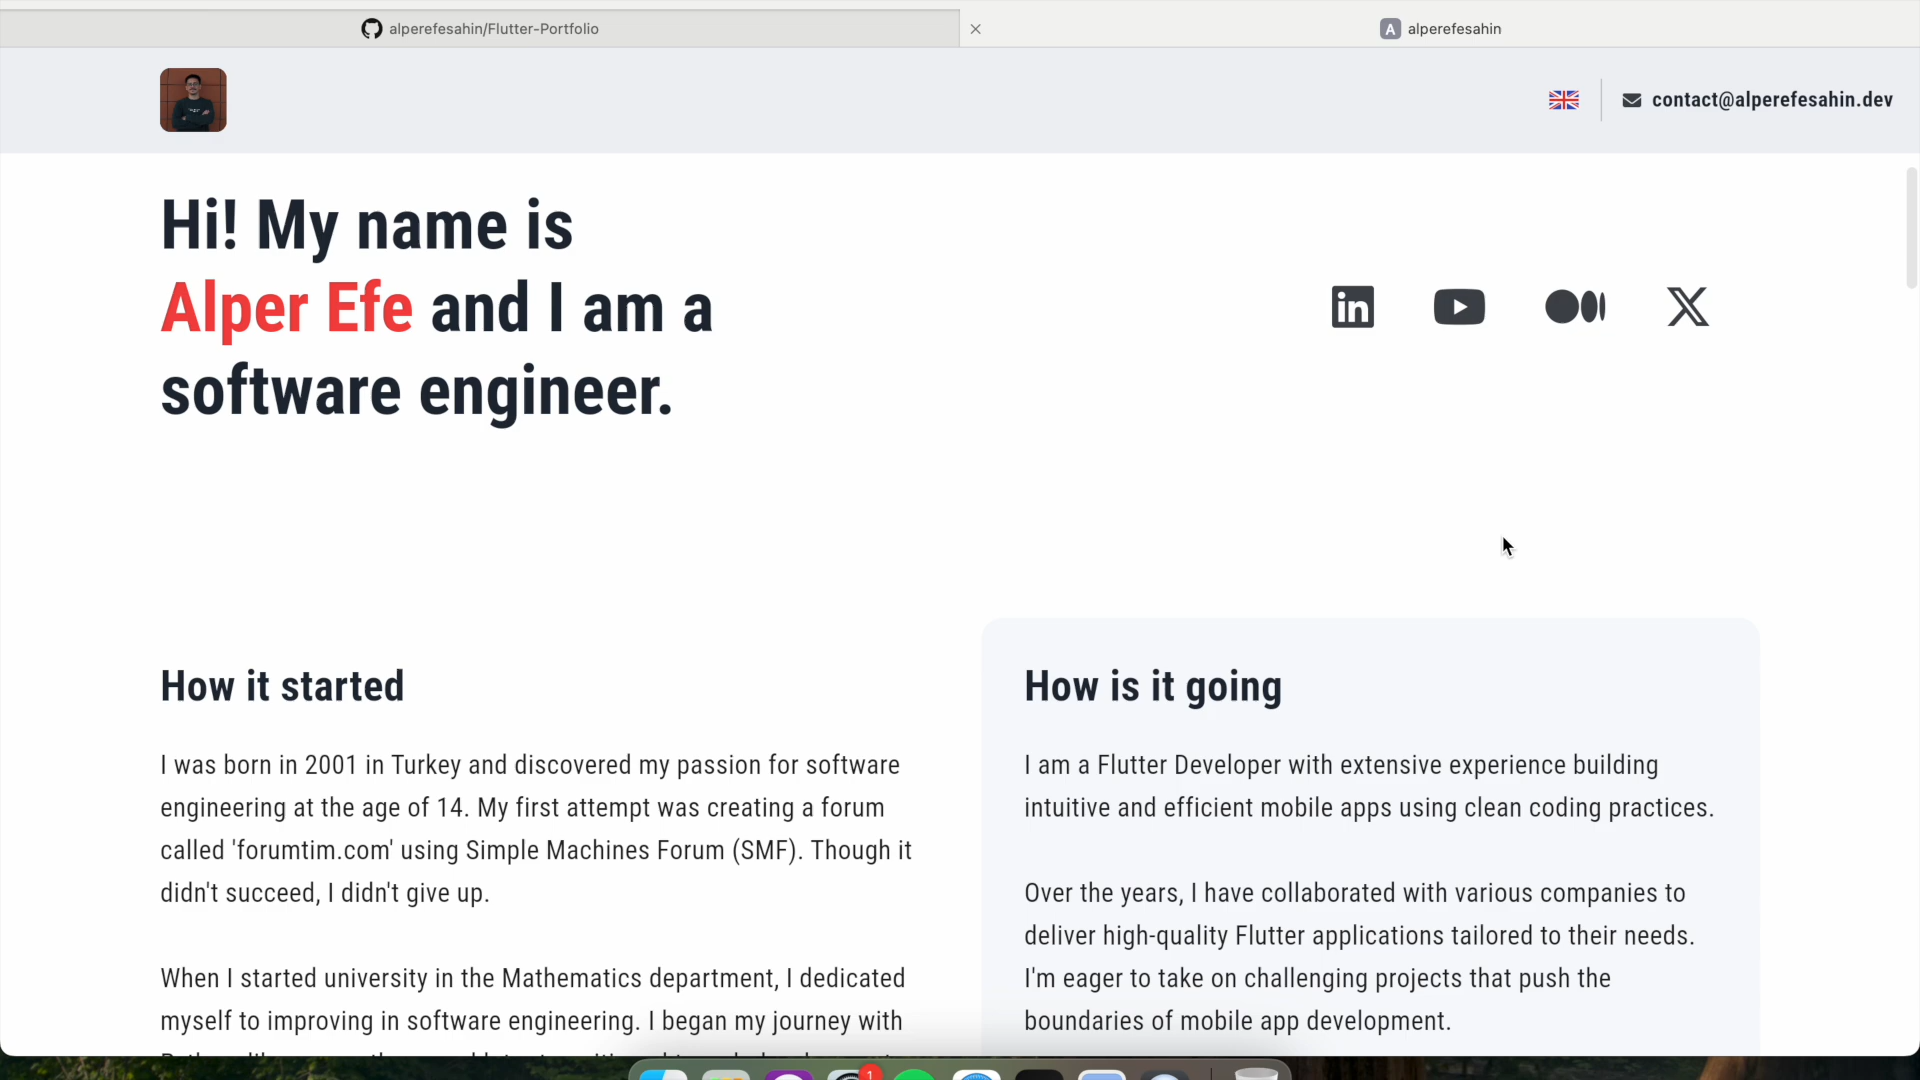 alperefesahin/Flutter-Portfolio
A alperefesahin
contact@alperefesahin.dev
Hi! My name is
Alper Efe and I am a
software engineer.
in
How it started
I was born in 2001 in Turkey and discovered my passion for software
engineering at the age of 14. My first attempt was creating a forum
called 'forumtim.com' using Simple Machines Forum (SMF). Though it
didn't succeed, I didn't give up.
When I started university in the Mathematics department, I dedicated
myself to improving in software engineering. I began my journey with
How is it going
I am a Flutter Developer with extensive experience building
intuitive and efficient mobile apps using clean coding practices.
Over the years, I have collaborated with various companies to
deliver high-quality Flutter applications tailored to their needs.
I'm eager to take on challenging projects that push the
boundaries of mobile app development.
1